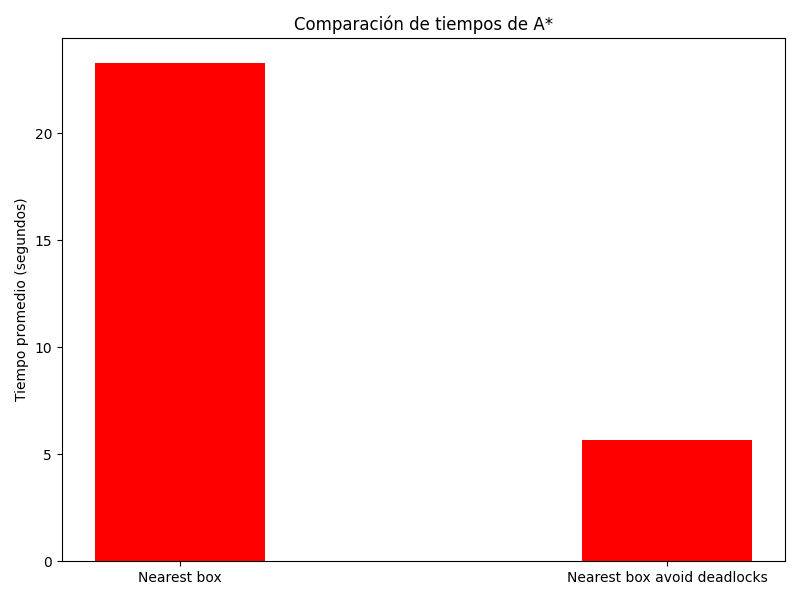 Comparación de tiempos de A*
Tiempo promedio (segundos)
20
15
10
5
0
Nearest box
Nearest box avoid deadlocks